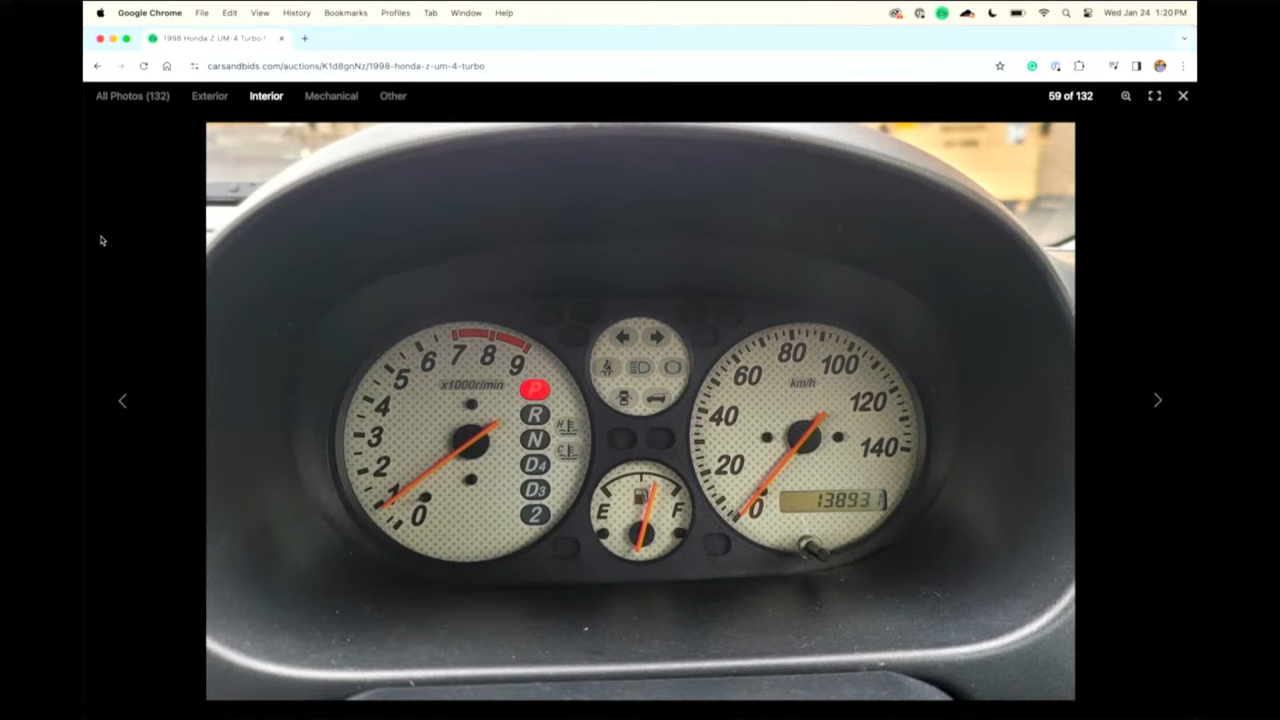 Google Chrome File Edit View History Bookmarks Profiles Tab Window Help Wed Jan 24 1:20PM
1998 Honda Z UM-4 Turbo !
carsandbids.com/auctions/K1d8gnNz/1998-honda-z-um-4-turbo
All Photos (132) Exterior Interior Mechanical Other 59 of 132
0 1 2 3 4 5 6 7 8 9
x1000r/min
P
R
N
D4
D3
2
H
C
E F
0 20 40 60 80 100 120 140
km/h
138931